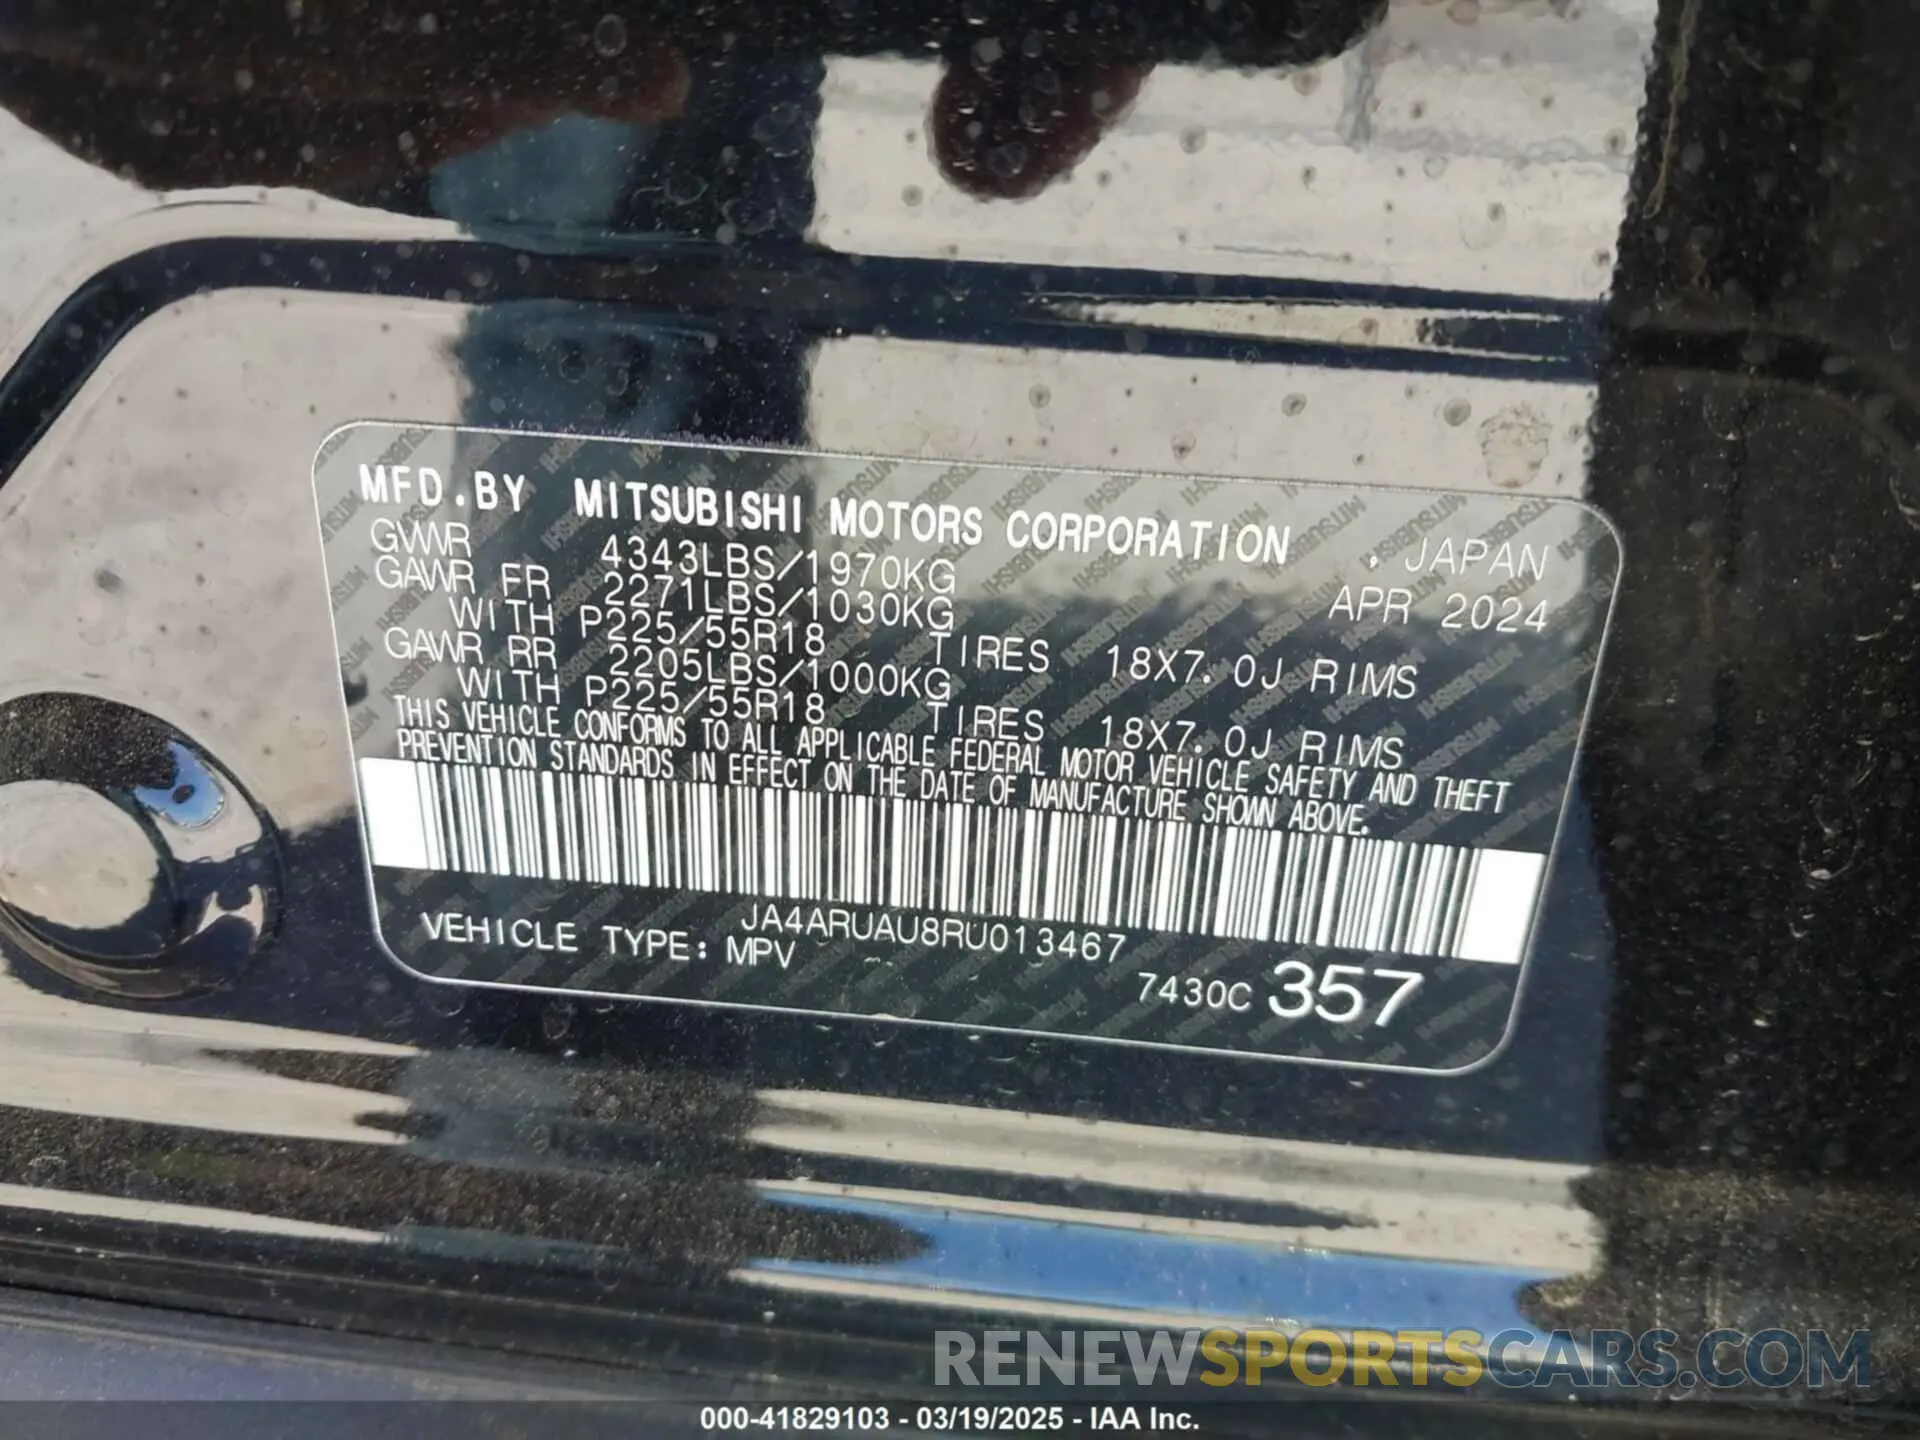 MFD.BY MITSUBISHI MOTORS CORPORATION , JAPAN
GVWR 4343LBS/1970KG APR 2024
GAWR FR 2271LBS/1030KG
WITH P225/55R18 TIRES 18X7.0J RIMS
GAWR RR 2205LBS/1000KG
WITH P225/55R18 TIRES 18X7.0J RIMS
THIS VEHICLE CONFORMS TO ALL APPLICABLE FEDERAL MOTOR VEHICLE SAFETY AND THEFT
PREVENTION STANDARDS IN EFFECT ON THE DATE OF MANUFACTURE SHOWN ABOVE.
JA4ARUAU8RU013467
VEHICLE TYPE: MPV
7430C 357
RENEWSPORTSCARS.COM
000-41829103 - 03/19/2025 - IAA Inc.